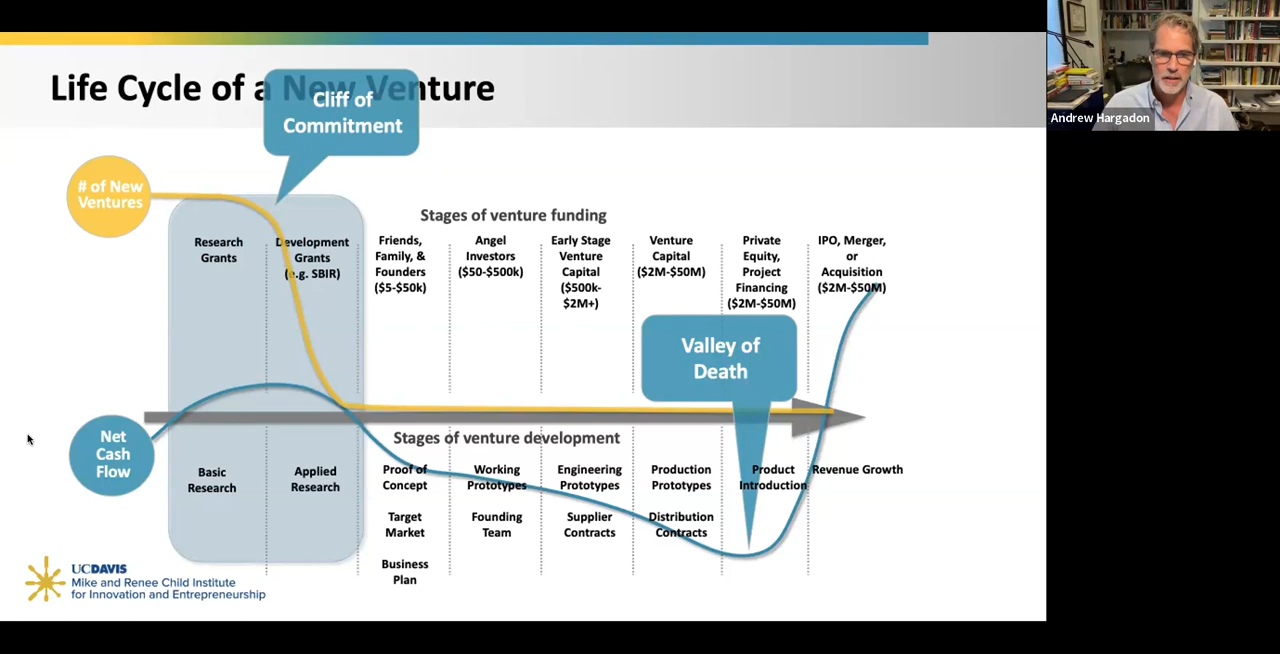 Life Cycle of a New Venture
Cliff of
Commitment
Andrew Hargadon
# of New
Ventures
Stages of venture funding
Research
Grants
Development
Grants
(e.g. SBIR)
Friends,
Family, &
Founders
($5-$50k)
Angel
Investors
($50-$500k)
Early Stage
Venture
Capital
($500k-
$2M+)
Venture
Capital
($2M-$50M)
Private
Equity,
Project
Financing
($2M-$50M)
IPO, Merger,
or
Acquisition
($2M-$50M)
Valley of
Death
Net
Cash
Flow
Stages of venture development
Basic
Research
Applied
Research
Proof of
Concept
Target
Market
Business
Plan
Working
Prototypes
Founding
Team
Engineering
Prototypes
Supplier
Contracts
Production
Prototypes
Distribution
Contracts
Product
Introduction
Revenue Growth
UCDAVIS
Mike and Renee Child Institute
for Innovation and Entrepreneurship